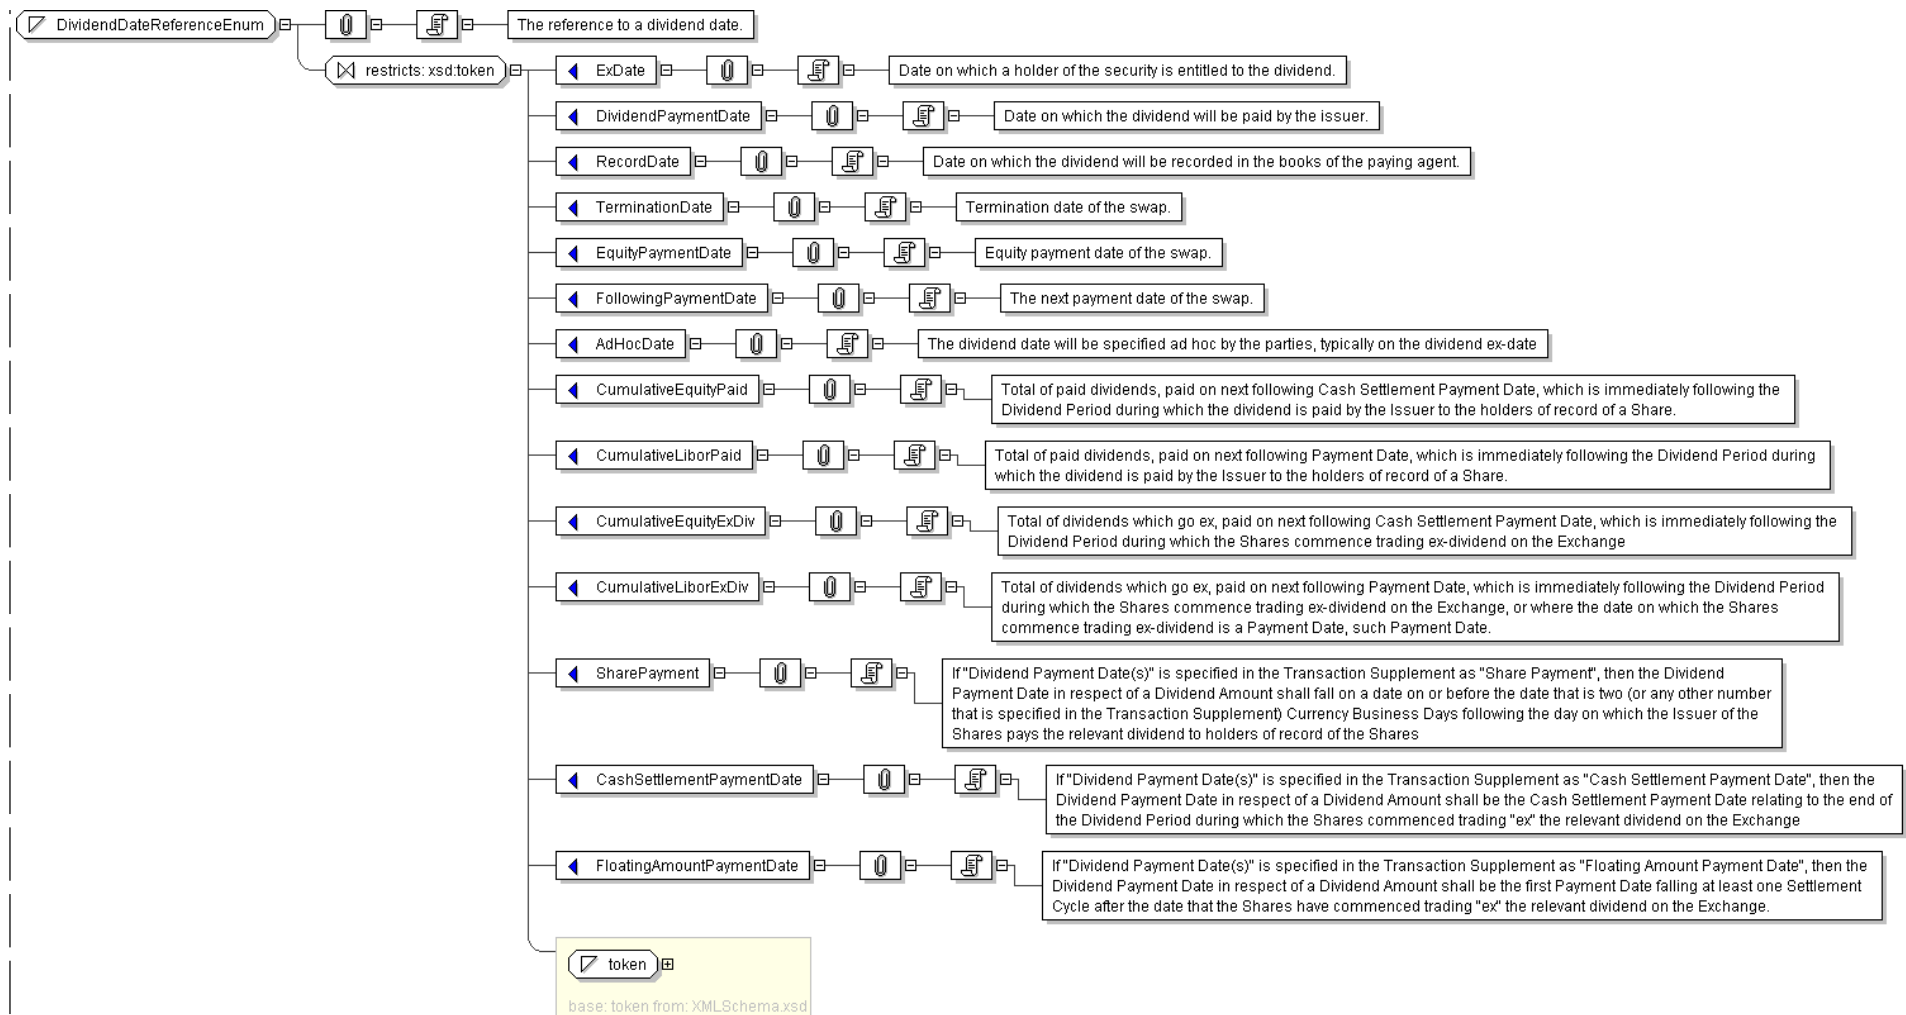 DividendDateReferenceEnum
The reference to a dividend date.
restricts: xsd:token
ExDate
Date on which a holder of the security is entitled to the dividend.
DividendPaymentDate
Date on which the dividend will be paid by the issuer.
RecordDate
Date on which the dividend will be recorded in the books of the paying agent.
TerminationDate
Termination date of the swap.
EquityPaymentDate
Equity payment date of the swap.
FollowingPaymentDate
The next payment date of the swap.
AdHocDate
The dividend date will be specified ad hoc by the parties, typically on the dividend ex-date
CumulativeEquityPaid
Total of paid dividends, paid on next following Cash Settlement Payment Date, which is immediately following the
Dividend Period during which the dividend is paid by the Issuer to the holders of record of a Share.
CumulativeLiborPaid
Total of paid dividends, paid on next following Payment Date, which is immediately following the Dividend Period during
which the dividend is paid by the Issuer to the holders of record of a Share.
CumulativeEquityExDiv
Total of dividends which go ex, paid on next following Cash Settlement Payment Date, which is immediately following the
Dividend Period during which the Shares commence trading ex-dividend on the Exchange
CumulativeLiborExDiv
Total of dividends which go ex, paid on next following Payment Date, which is immediately following the Dividend Period
during which the Shares commence trading ex-dividend on the Exchange, or where the date on which the Shares
commence trading ex-dividend is a Payment Date, such Payment Date.
SharePayment
If "Dividend Payment Date(s)" is specified in the Transaction Supplement as "Share Payment", then the Dividend
Payment Date in respect of a Dividend Amount shall fall on a date on or before the date that is two (or any other number
that is specified in the Transaction Supplement) Currency Business Days following the day on which the Issuer of the
Shares pays the relevant dividend to holders of record of the Shares
CashSettlementPaymentDate
If "Dividend Payment Date(s)" is specified in the Transaction Supplement as "Cash Settlement Payment Date", then the
Dividend Payment Date in respect of a Dividend Amount shall be the Cash Settlement Payment Date relating to the end of
the Dividend Period during which the Shares commenced trading "ex" the relevant dividend on the Exchange
FloatingAmountPaymentDate
If "Dividend Payment Date(s)" is specified in the Transaction Supplement as "Floating Amount Payment Date", then the
Dividend Payment Date in respect of a Dividend Amount shall be the first Payment Date falling at least one Settlement
Cycle after the date that the Shares have commenced trading "ex" the relevant dividend on the Exchange.
token
base: token from: XMLSchema.xsd